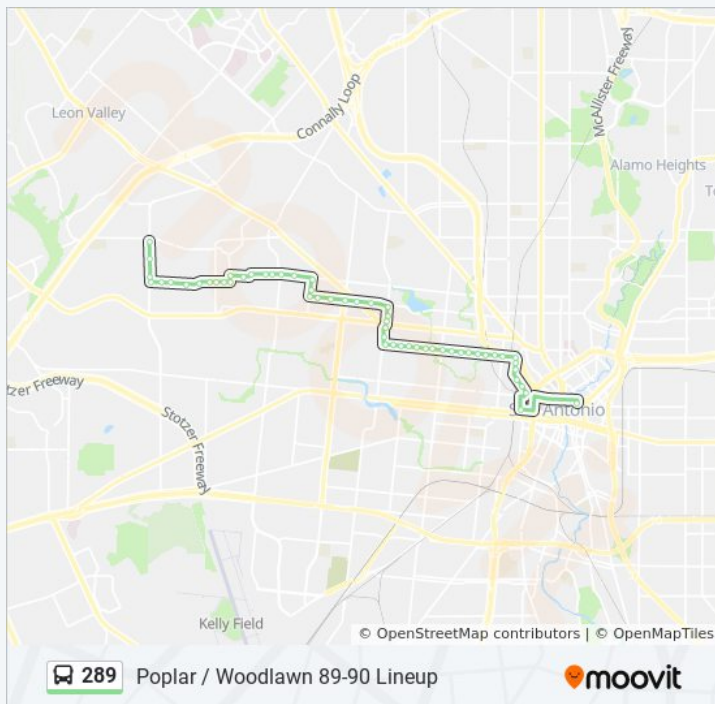 Leon Valley
Connally Loop
McAllister Freeway
Alamo Heights
San Antonio
otzer Freeway
Stotzer Freeway
Kelly Field
© OpenStreetMap contributors | © OpenMapTiles
289 Poplar / Woodlawn 89-90 Lineup
moovit